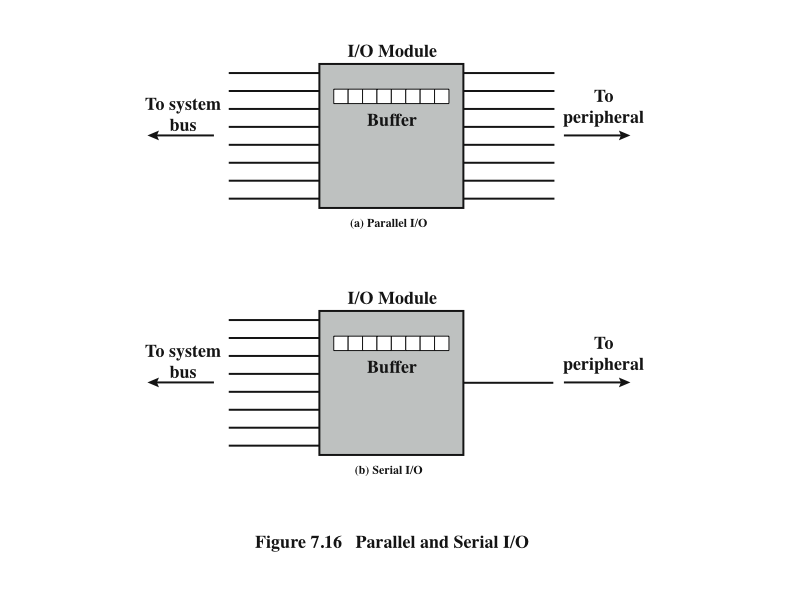 I/O Module
To system
bus
Buffer
To
peripheral
(a) Parallel I/O
I/O Module
To system
bus
Buffer
To
peripheral
(b) Serial I/O
Figure 7.16   Parallel and Serial I/O